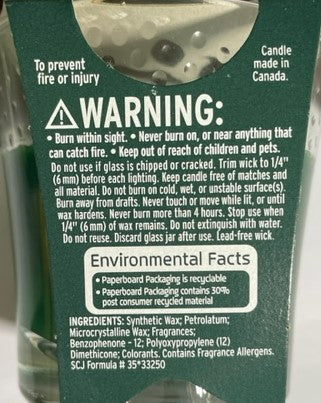 To prevent
fire or injury
Candle
made in
Canada.
⚠WARNING:
• Burn within sight. • Never burn on, or near anything that
can catch fire. • Keep out of reach of children and pets.
Do not use if glass is chipped or cracked. Trim wick to 1/4"
(6 mm) before each lighting. Keep candle free of matches and
all material. Do not burn on cold, wet, or unstable surface(s).
Burn away from drafts. Never touch or move while lit, or until
wax hardens. Never burn more than 4 hours. Stop use when
1/4" (6 mm) of wax remains. Do not extinguish with water.
Do not reuse. Discard glass jar after use. Lead-free wick.
Environmental Facts
• Paperboard Packaging is recyclable
• Paperboard Packaging contains 30%
post consumer recycled material
INGREDIENTS: Synthetic Wax; Petrolatum;
Microcrystalline Wax; Fragrances;
Benzophenone - 12; Polyoxypropylene (12)
Dimethicone; Colorants. Contains Fragrance Allergens.
SCJ Formula # 35*33250